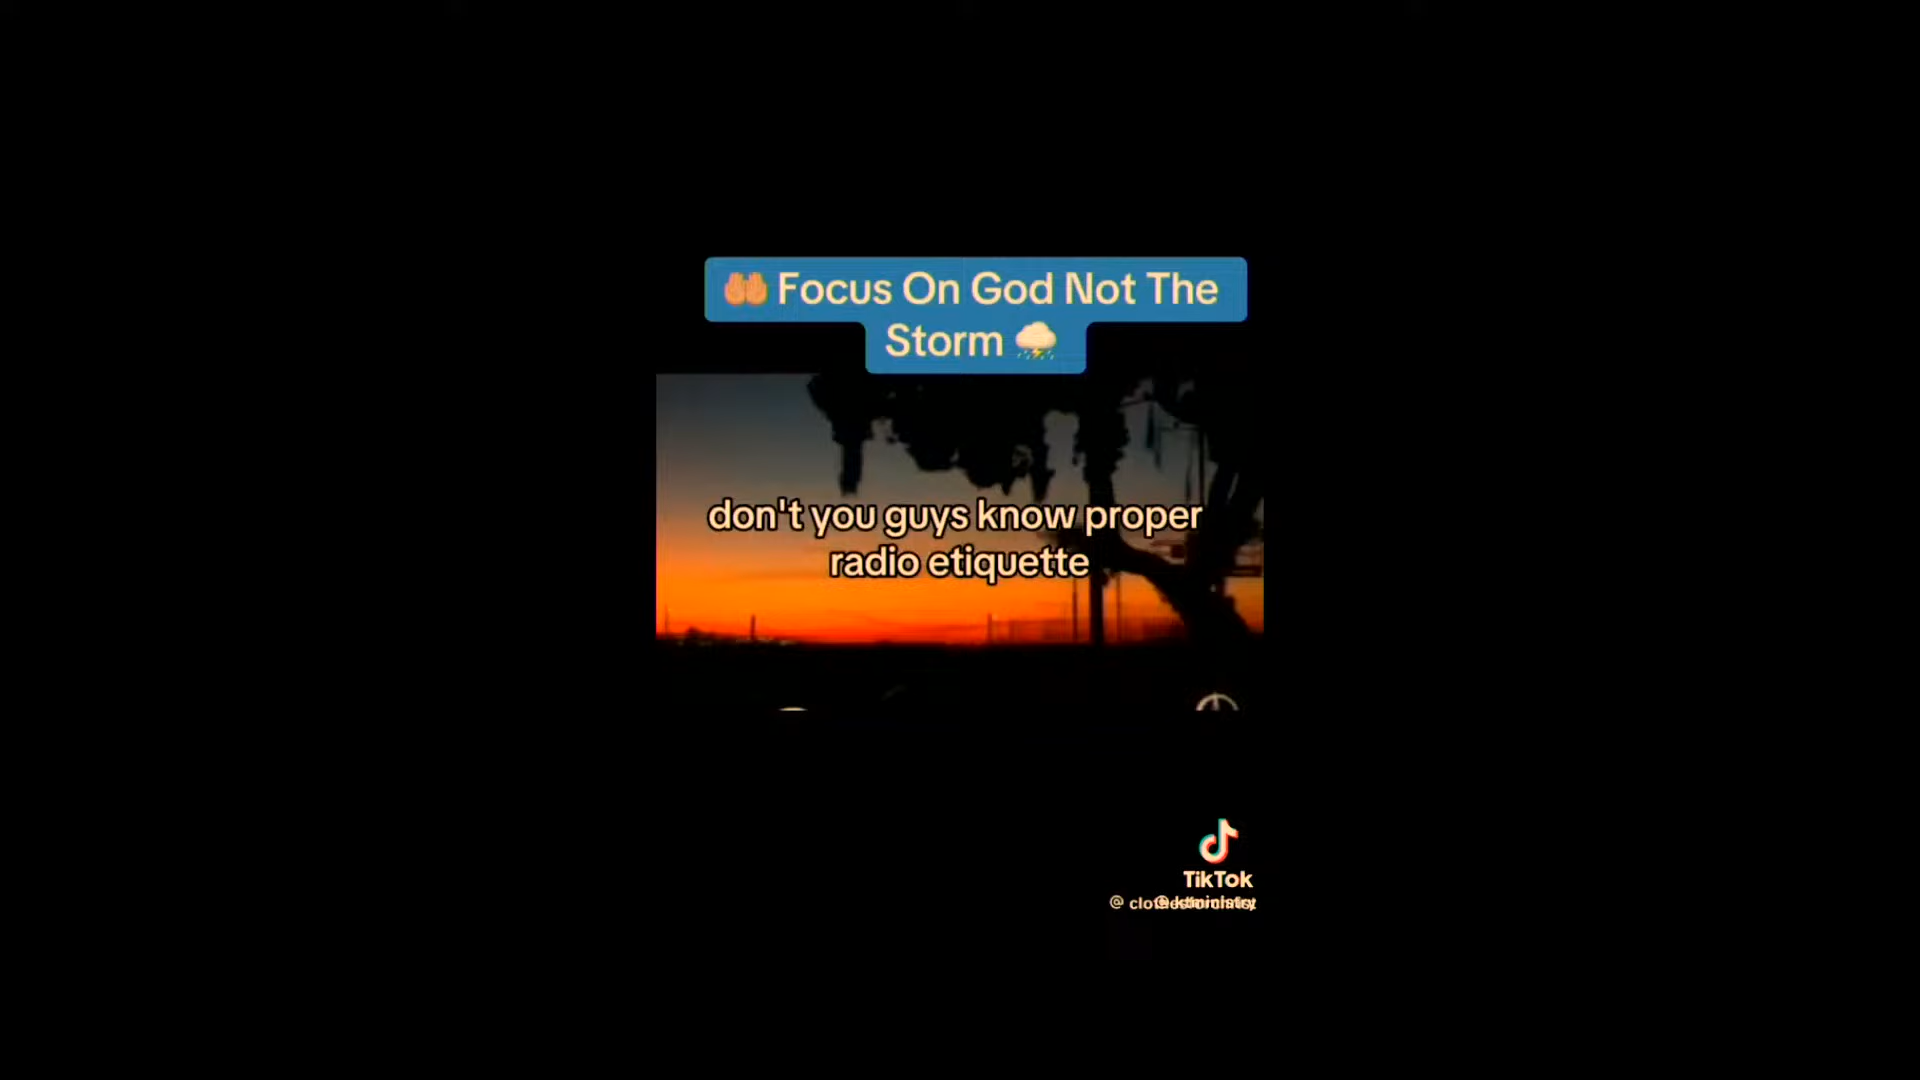 🤲🏽 Focus On God Not The
Storm ⛈️
don't you guys know proper
radio etiquette
TikTok
@